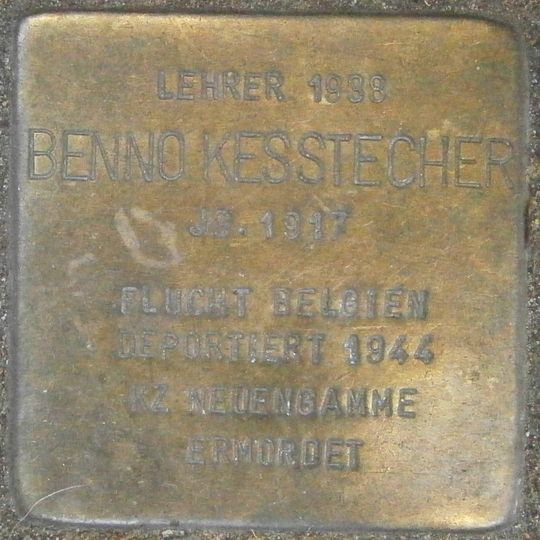 LEHRER 1938
BENNO KESSTECHER
JG. 1917
FLUCHT BELGIEN
DEPORTIERT 1944
KZ NEUENGAMME
ERMORDET